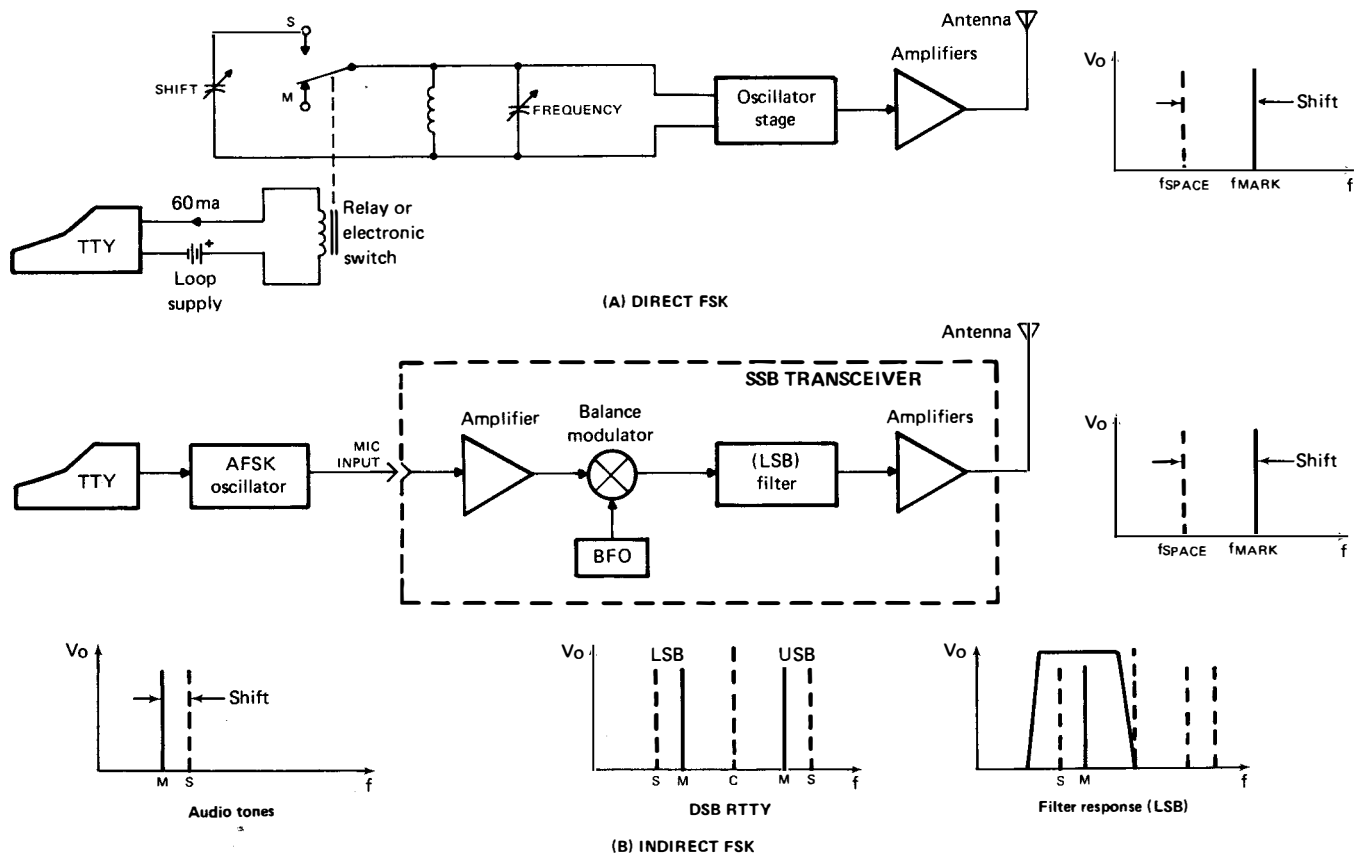 S
SHIFT
M
FREQUENCY
Oscillator
stage
Amplifiers
Antenna
Vo
Shift
fSPACE
fMARK
f
TTY
60ma
+
Loop
supply
Relay or
electronic
switch
(A) DIRECT FSK
TTY
AFSK
oscillator
MIC
INPUT
SSB TRANSCEIVER
Amplifier
Balance
modulator
BFO
(LSB)
filter
Amplifiers
Antenna
Vo
Shift
fSPACE
fMARK
f
Vo
Shift
M
S
f
Audio tones
Vo
LSB
USB
S
M
C
M
S
f
DSB RTTY
Vo
S
M
f
Filter response (LSB)
(B) INDIRECT FSK